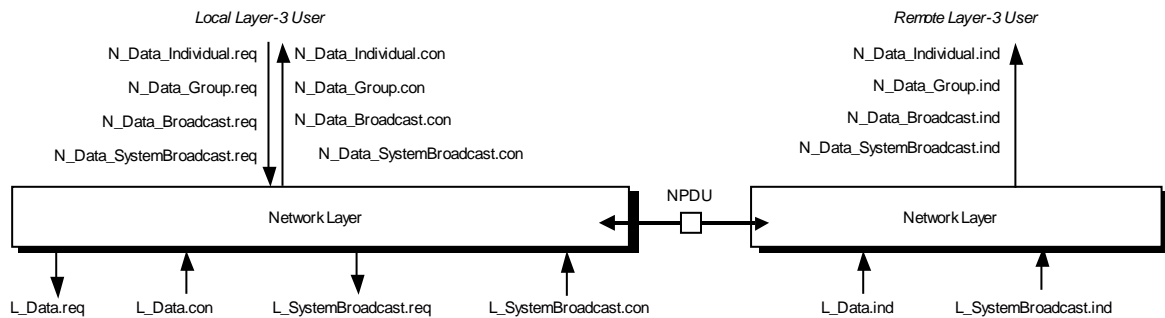 Local Layer-3 User
Remote Layer-3 User
N_Data_Individual.req
N_Data_Individual.con
N_Data_Individual.ind
N_Data_Group.req
N_Data_Group.con
N_Data_Group.ind
N_Data_Broadcast.req
N_Data_Broadcast.con
N_Data_Broadcast.ind
N_Data_SystemBroadcast.req
N_Data_SystemBroadcast.con
N_Data_SystemBroadcast.ind
NPDU
Network Layer
Network Layer
L_Data.req
L_Data.con
L_SystemBroadcast.req
L_SystemBroadcast.con
L_Data.ind
L_SystemBroadcast.ind